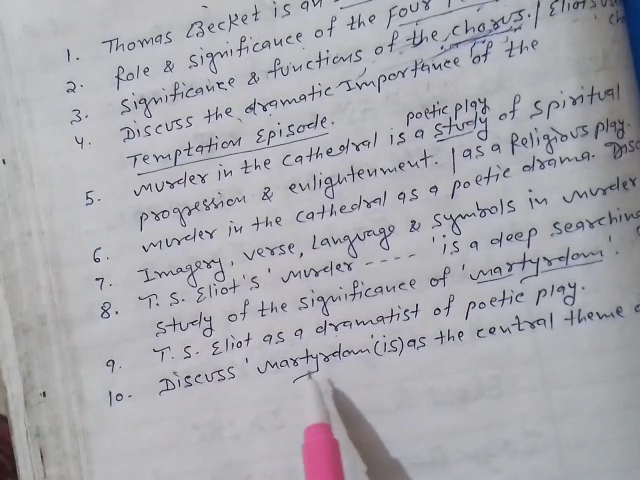 1. Thomas Becket is an
2. Role & significance of the Four
3. Significance & functions of the chorus. / Eliot's use
4. Discuss the dramatic Importance of the
Temptation Episode.
poetic play
5. Murder in the Cathedral is a study of spiritual
progression & enlightenment. / as a Religious play.
6. Murder in the Cathedral as a poetic drama. Disc
7. Imagery, verse, Language & symbols in Murder
8. T. S. Eliot's 'Murder ---- ' is a deep searching
study of the significance of 'martyrdom'.
9. T. S. Eliot as a dramatist of poetic play.
10. Discuss 'Martyrdom' (is) as the central theme